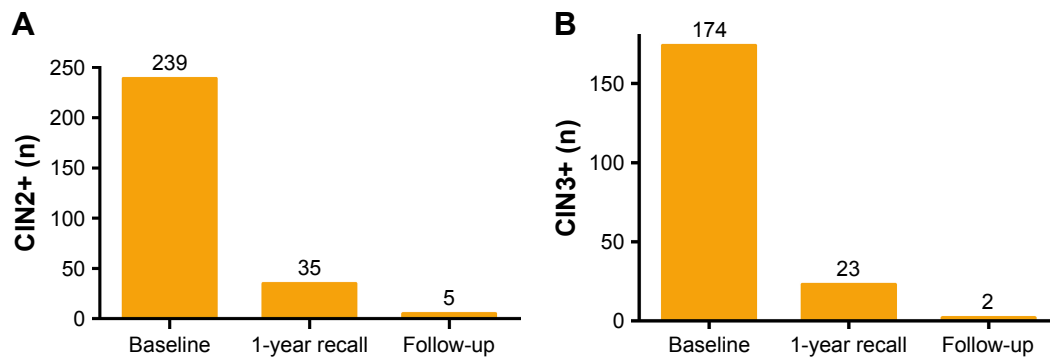 A
CIN2+ (n)
250
200
150
100
50
0
239
35
5
Baseline
1-year recall
Follow-up
B
CIN3+ (n)
150
100
50
0
174
23
2
Baseline
1-year recall
Follow-up